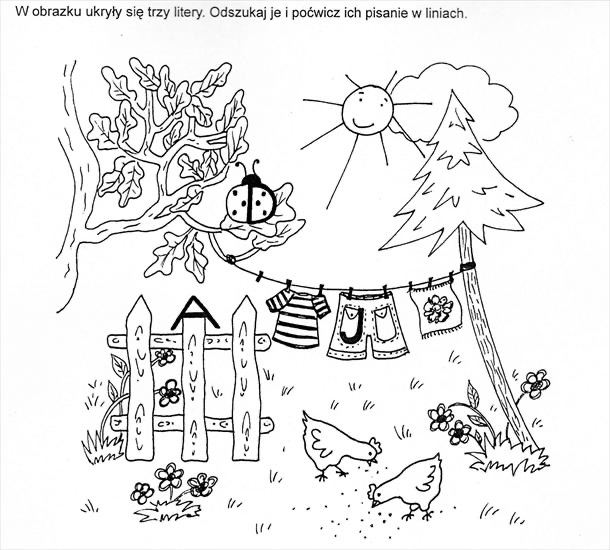 W obrazku ukryły się trzy litery. Odszukaj je i poćwicz ich pisanie w liniach.
A
J